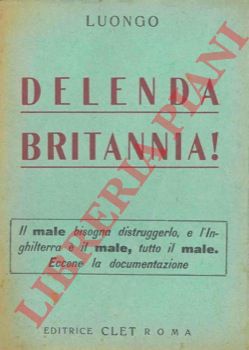 LUONGO
DELENDA
BRITANNIA!
Il male bisogna distruggerlo, e l'In-
ghilterra è il male, tutto il male.
Eccone la documentazione
EDITRICE CLET ROMA
LIBRERIA PIANI